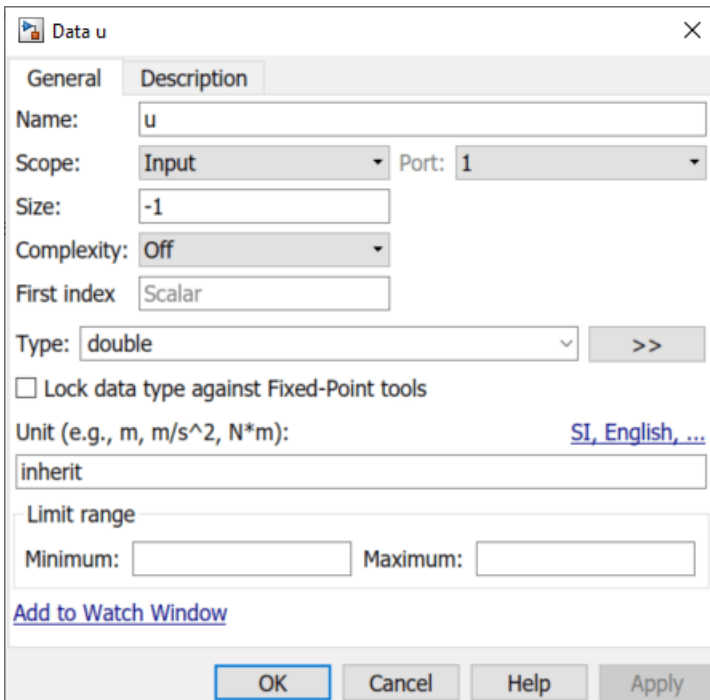 Data u
General Description
Name: u
Scope: Input Port: 1
Size: -1
Complexity: Off
First index Scalar
Type: double >>
Lock data type against Fixed-Point tools
Unit (e.g., m, m/s^2, N*m): SI, English, ...
inherit
Limit range
Minimum: Maximum:
Add to Watch Window
OK Cancel Help Apply